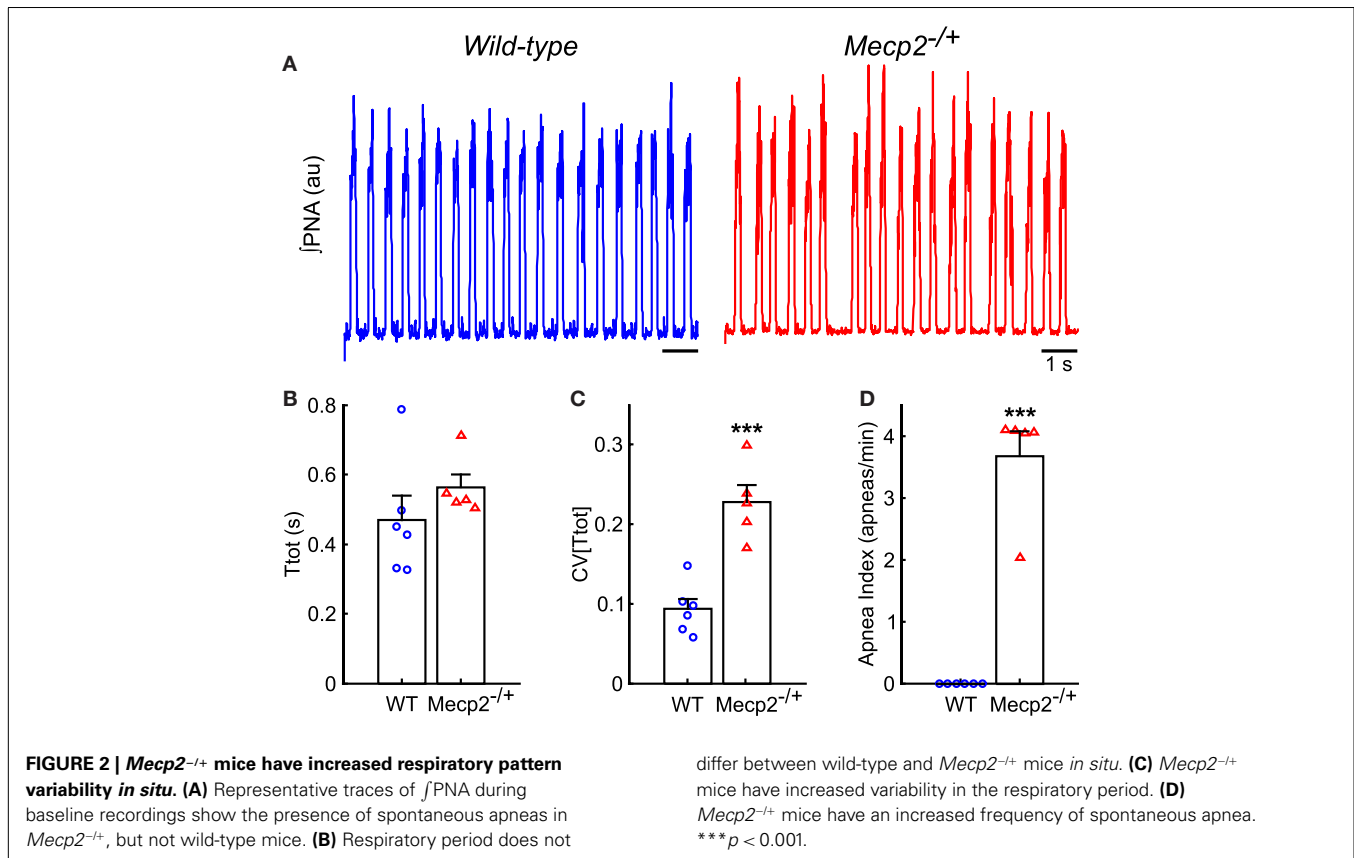 Wild-type
Mecp2-/+
A
∫PNA (au)
1 s
B
C
D
Ttot (s)
0.8
0.6
0.4
0.2
0
WT Mecp2-/+
CV[Ttot]
***
0.3
0.2
0.1
0
WT Mecp2-/+
Apnea Index (apneas/min)
***
4
3
2
1
0
WT Mecp2-/+
FIGURE 2 | Mecp2−/+ mice have increased respiratory pattern
variability in situ. (A) Representative traces of ∫PNA during
baseline recordings show the presence of spontaneous apneas in
Mecp2−/+, but not wild-type mice. (B) Respiratory period does not
differ between wild-type and Mecp2−/+ mice in situ. (C) Mecp2−/+
mice have increased variability in the respiratory period. (D)
Mecp2−/+ mice have an increased frequency of spontaneous apnea.
***p < 0.001.